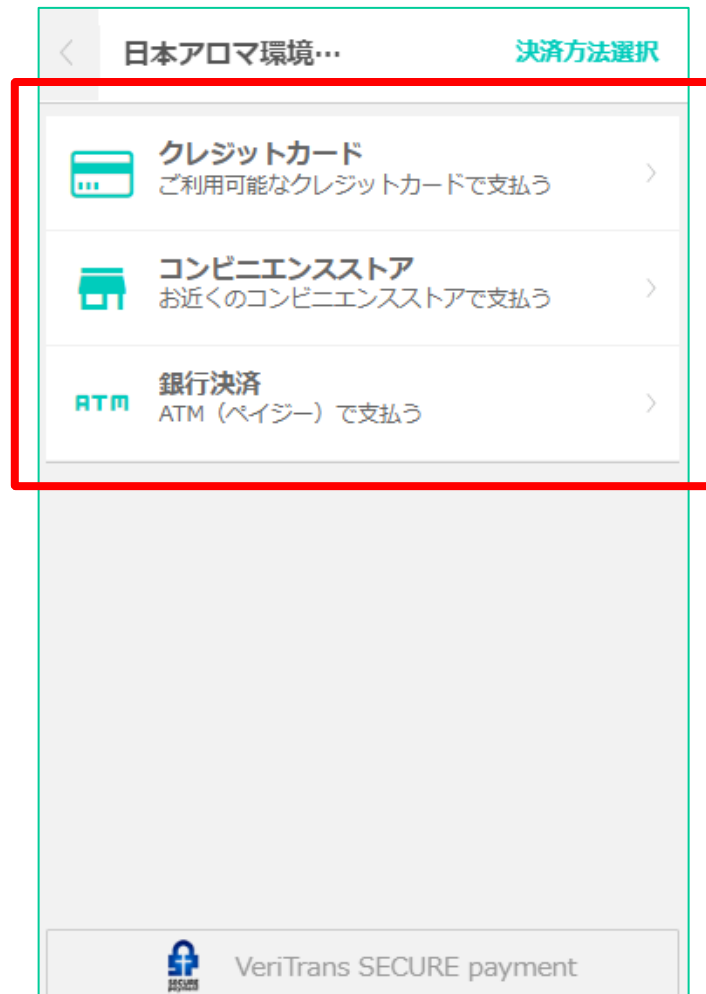 日本アロマ環境… 決済方法選択
クレジットカード
ご利用可能なクレジットカードで支払う
コンビニエンスストア
お近くのコンビニエンスストアで支払う
ATM
銀行決済
ATM（ペイジー）で支払う
SECURE
payment
VeriTrans SECURE payment